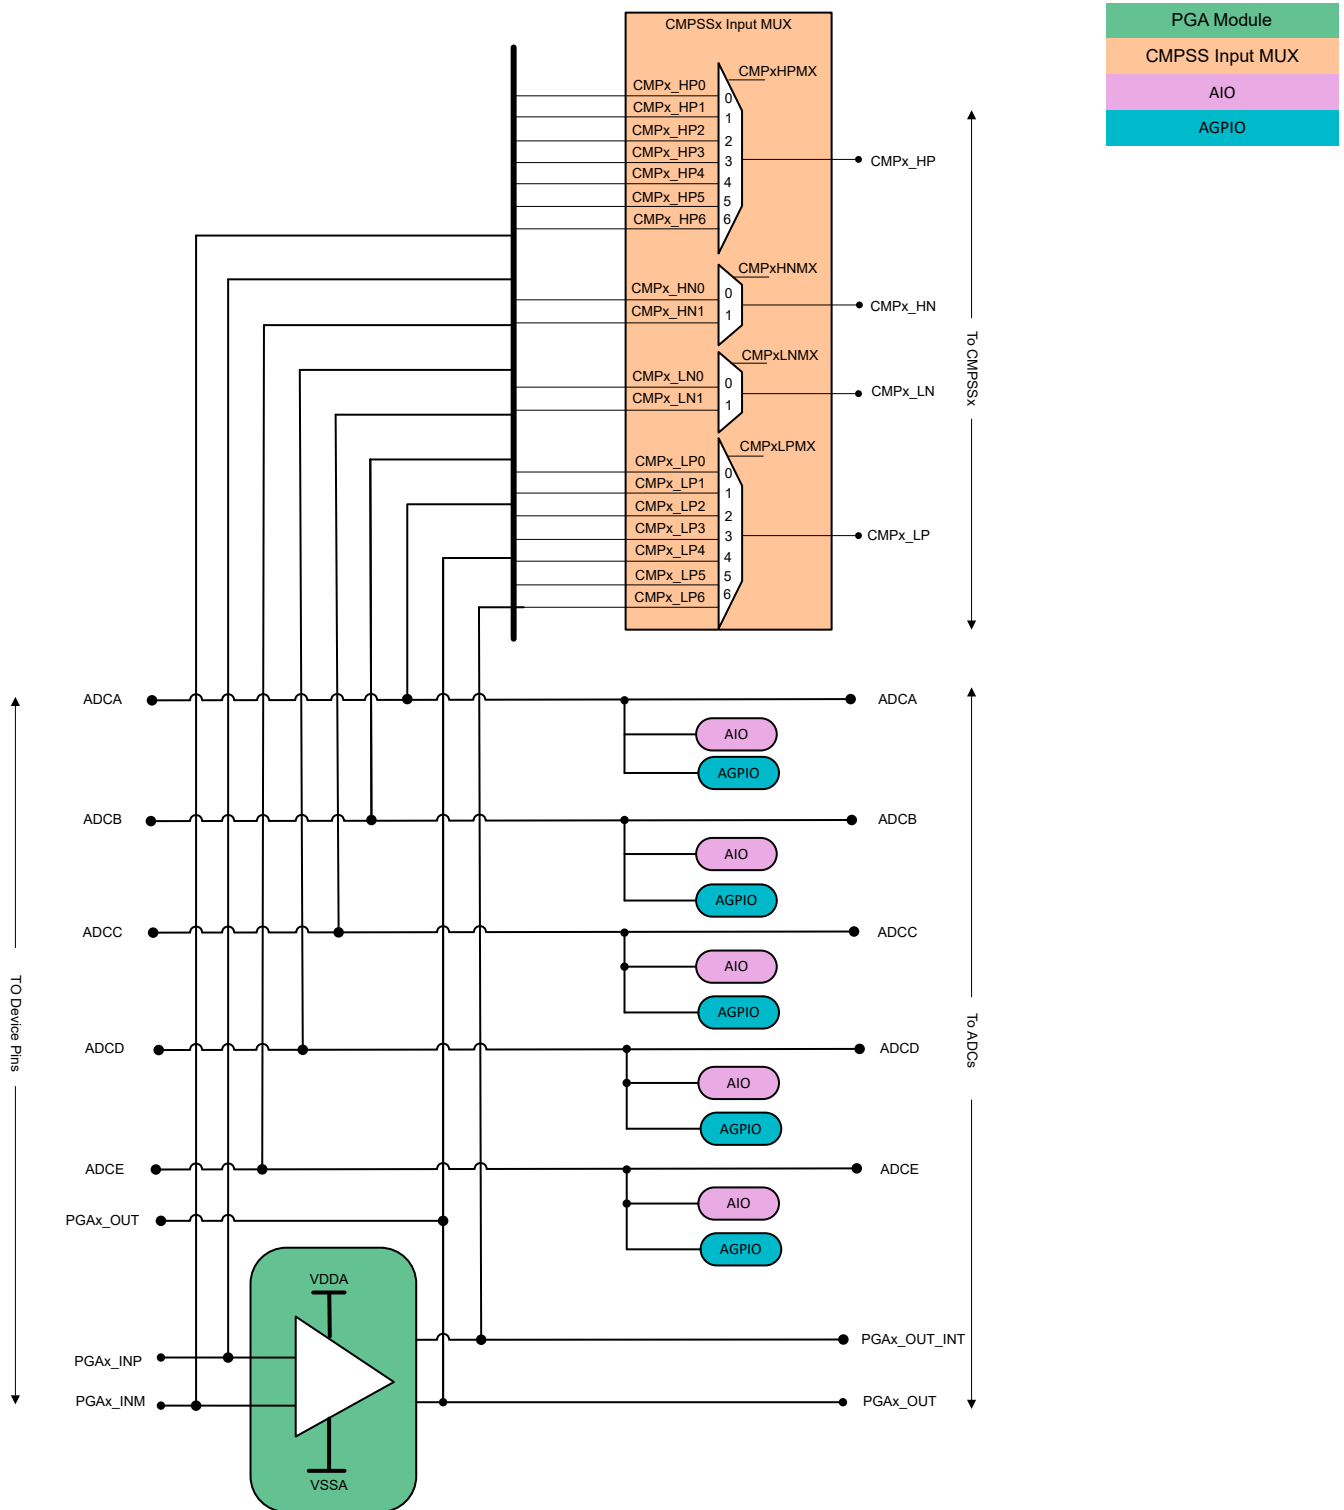 PGA Module
CMPSS Input MUX
AIO
AGPIO
CMPSSx Input MUX
CMPxHPMX
CMPx_HP0
0
CMPx_HP1
1
CMPx_HP2
2
CMPx_HP3
3
CMPx_HP4
4
CMPx_HP5
5
CMPx_HP6
6
CMPx_HP
CMPxHNMX
CMPx_HN0
0
CMPx_HN1
1
CMPx_HN
CMPxLNMX
CMPx_LN0
0
CMPx_LN1
1
CMPx_LN
CMPxLPMX
CMPx_LP0
0
CMPx_LP1
1
CMPx_LP2
2
CMPx_LP3
3
CMPx_LP4
4
CMPx_LP5
5
CMPx_LP6
6
CMPx_LP
To CMPSSx
ADCA
ADCA
AIO
AGPIO
ADCB
ADCB
AIO
AGPIO
ADCC
ADCC
AIO
AGPIO
TO Device Pins
To ADCs
ADCD
ADCD
AIO
AGPIO
ADCE
ADCE
AIO
AGPIO
PGAx_OUT
VDDA
PGAx_INP
PGAx_INM
VSSA
PGAx_OUT_INT
PGAx_OUT